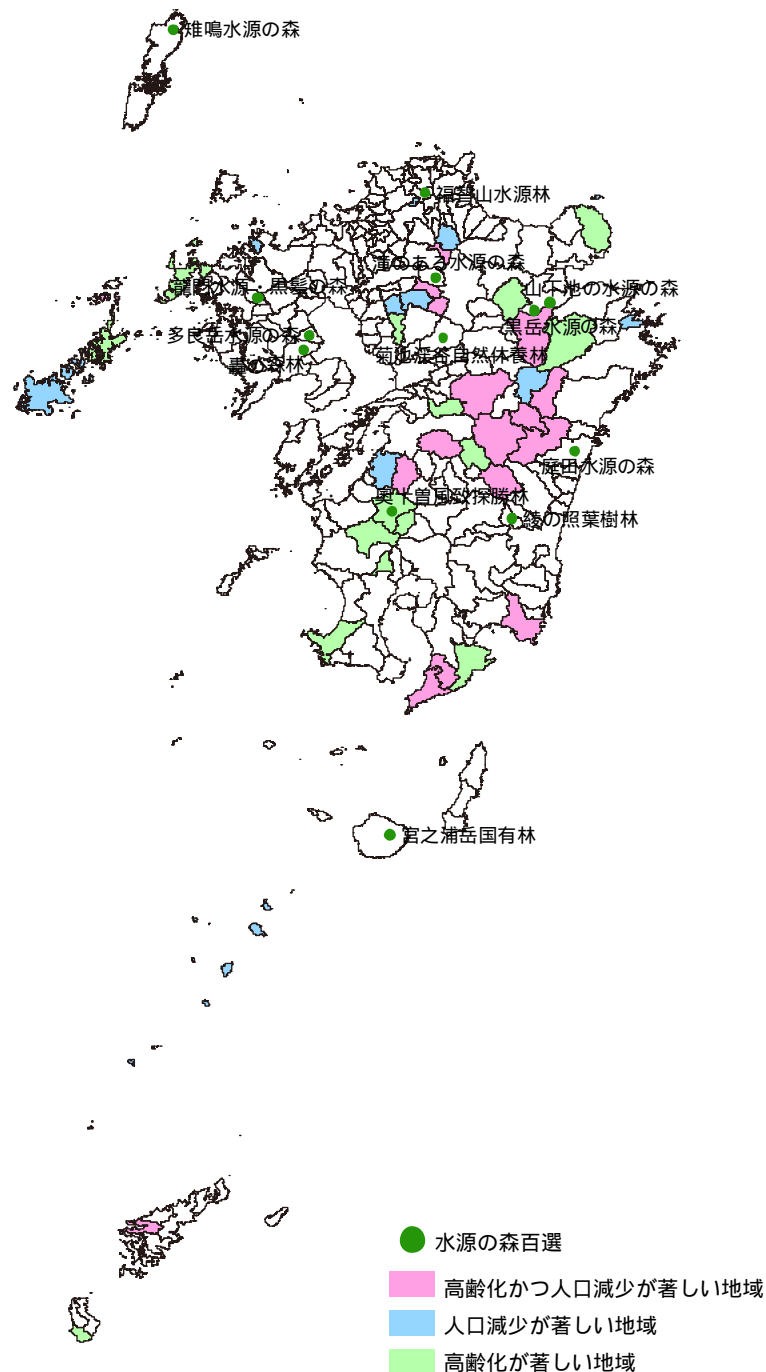 雉鳴水源の森
福智山水源林
滝のある水源の森
龍門水源・黒髪の森
山下池の水源の森
黒岳水源の森
多良岳水源の森
轟の森林
菊池渓谷自然休養林
庭田水源の森
奥十曽風致探勝林
綾の照葉樹林
宮之浦岳国有林
水源の森百選
高齢化かつ人口減少が著しい地域
人口減少が著しい地域
高齢化が著しい地域